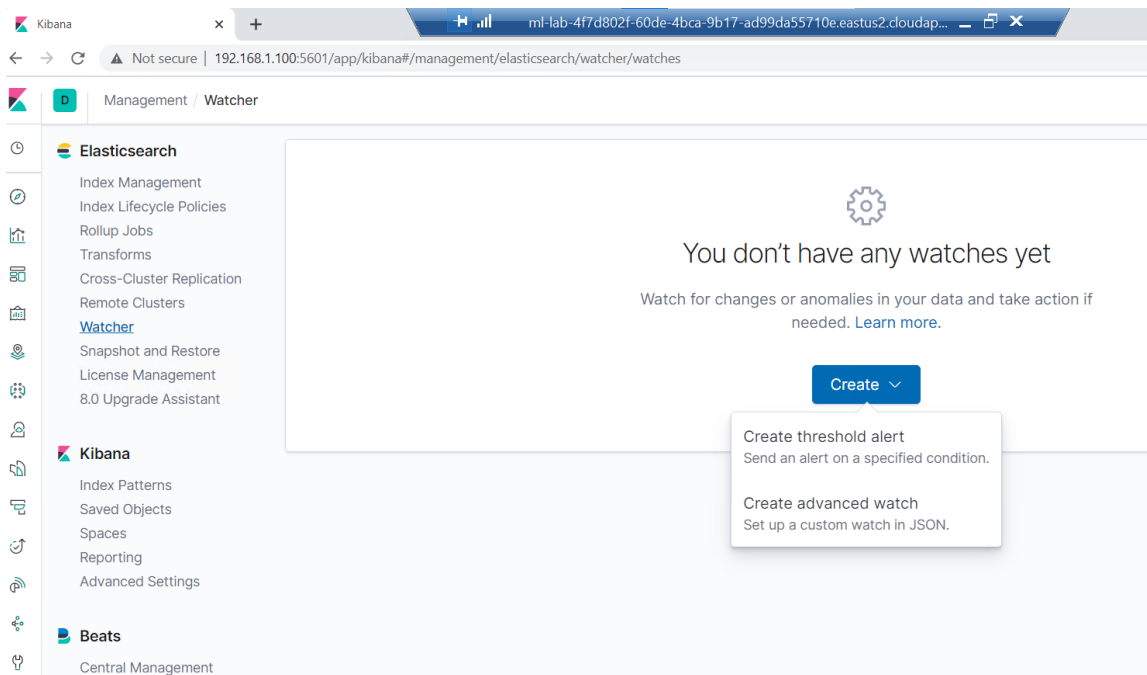 Kibana
ml-lab-4f7d802f-60de-4bca-9b17-ad99da55710e.eastus2.cloudap...
Not secure | 192.168.1.100:5601/app/kibana#/management/elasticsearch/watcher/watches
D
Management / Watcher
Elasticsearch
Index Management
Index Lifecycle Policies
Rollup Jobs
Transforms
Cross-Cluster Replication
Remote Clusters
Watcher
Snapshot and Restore
License Management
8.0 Upgrade Assistant
Kibana
Index Patterns
Saved Objects
Spaces
Reporting
Advanced Settings
Beats
Central Management
You don't have any watches yet
Watch for changes or anomalies in your data and take action if
needed. Learn more.
Create
Create threshold alert
Send an alert on a specified condition.
Create advanced watch
Set up a custom watch in JSON.